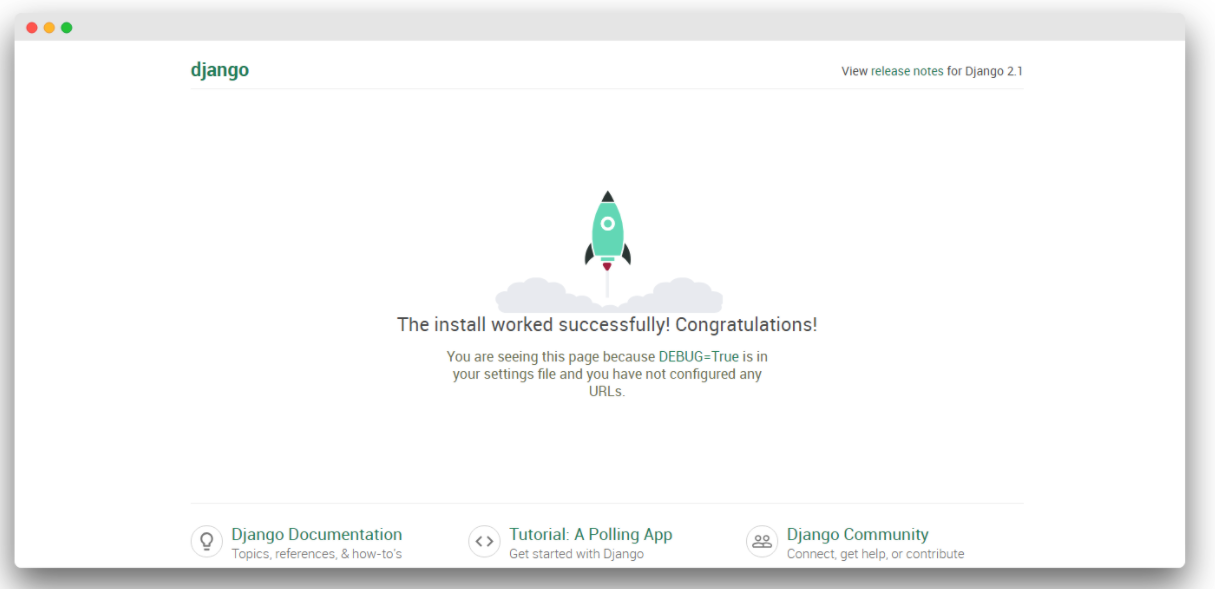 django
View release notes for Django 2.1
The install worked successfully! Congratulations!
You are seeing this page because DEBUG=True is in
your settings file and you have not configured any
URLs.
Django Documentation
Topics, references, & how-to's
Tutorial: A Polling App
Get started with Django
Django Community
Connect, get help, or contribute